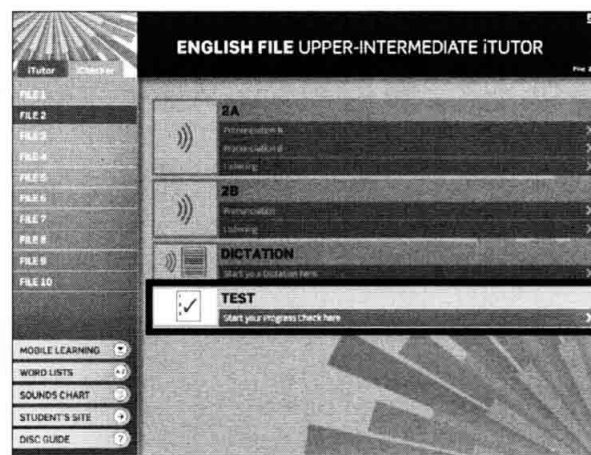 ENGLISH FILE UPPER-INTERMEDIATE iTUTOR
iTutor
iChecker
File 2
FILE 1
FILE 2
FILE 3
FILE 4
FILE 5
FILE 6
FILE 7
FILE 8
FILE 9
FILE 10
2A
Pronunciation
Pronunciation
Listening
2B
Pronunciation
Listening
DICTATION
Start your Dictation here
TEST
Start your Progress Check here
MOBILE LEARNING
WORD LISTS
SOUNDS CHART
STUDENT'S SITE
DISC GUIDE ?